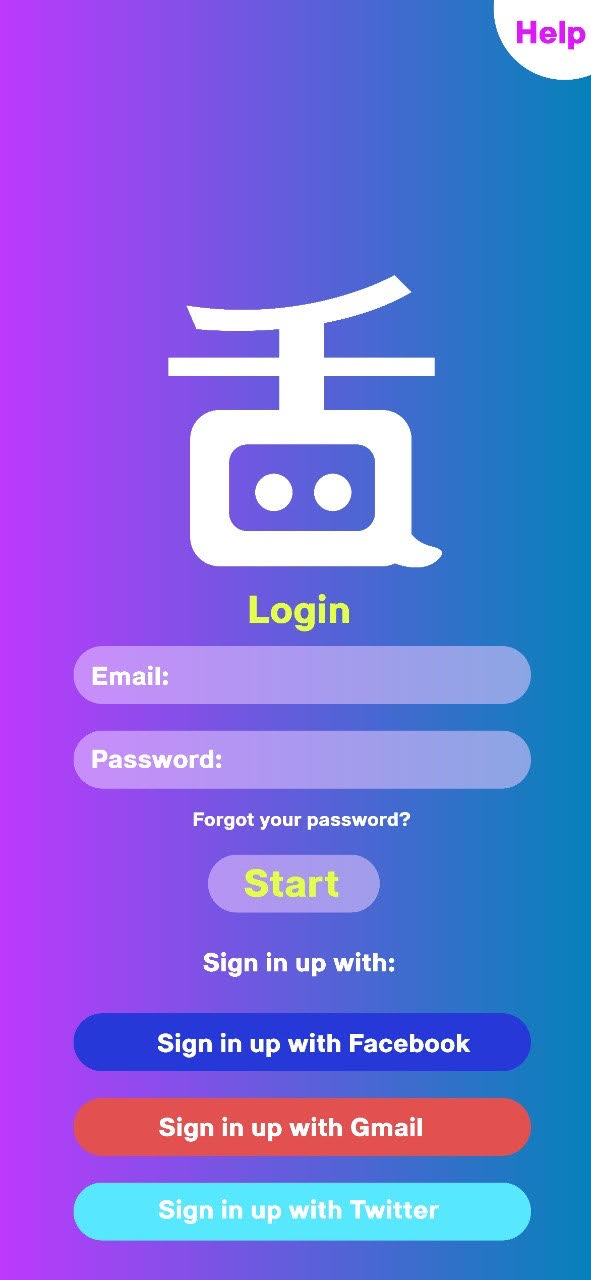 Help
Login
Email:
Password:
Forgot your password?
Start
Sign in up with:
Sign in up with Facebook
Sign in up with Gmail
Sign in up with Twitter